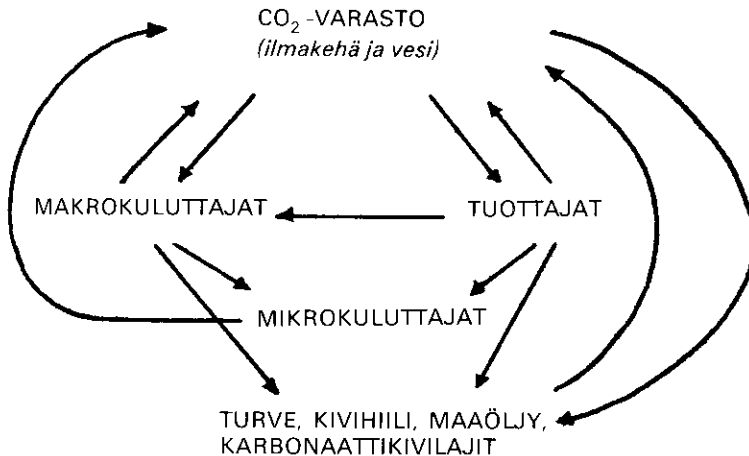 CO₂-VARASTO
(ilmakehä ja vesi)
MAKROKULUTTAJAT
TUOTTAJAT
MIKROKULUTTAJAT
TURVE, KIVIHIILI, MAAÖLJY,
KARBONAATTIKIVILAJIT